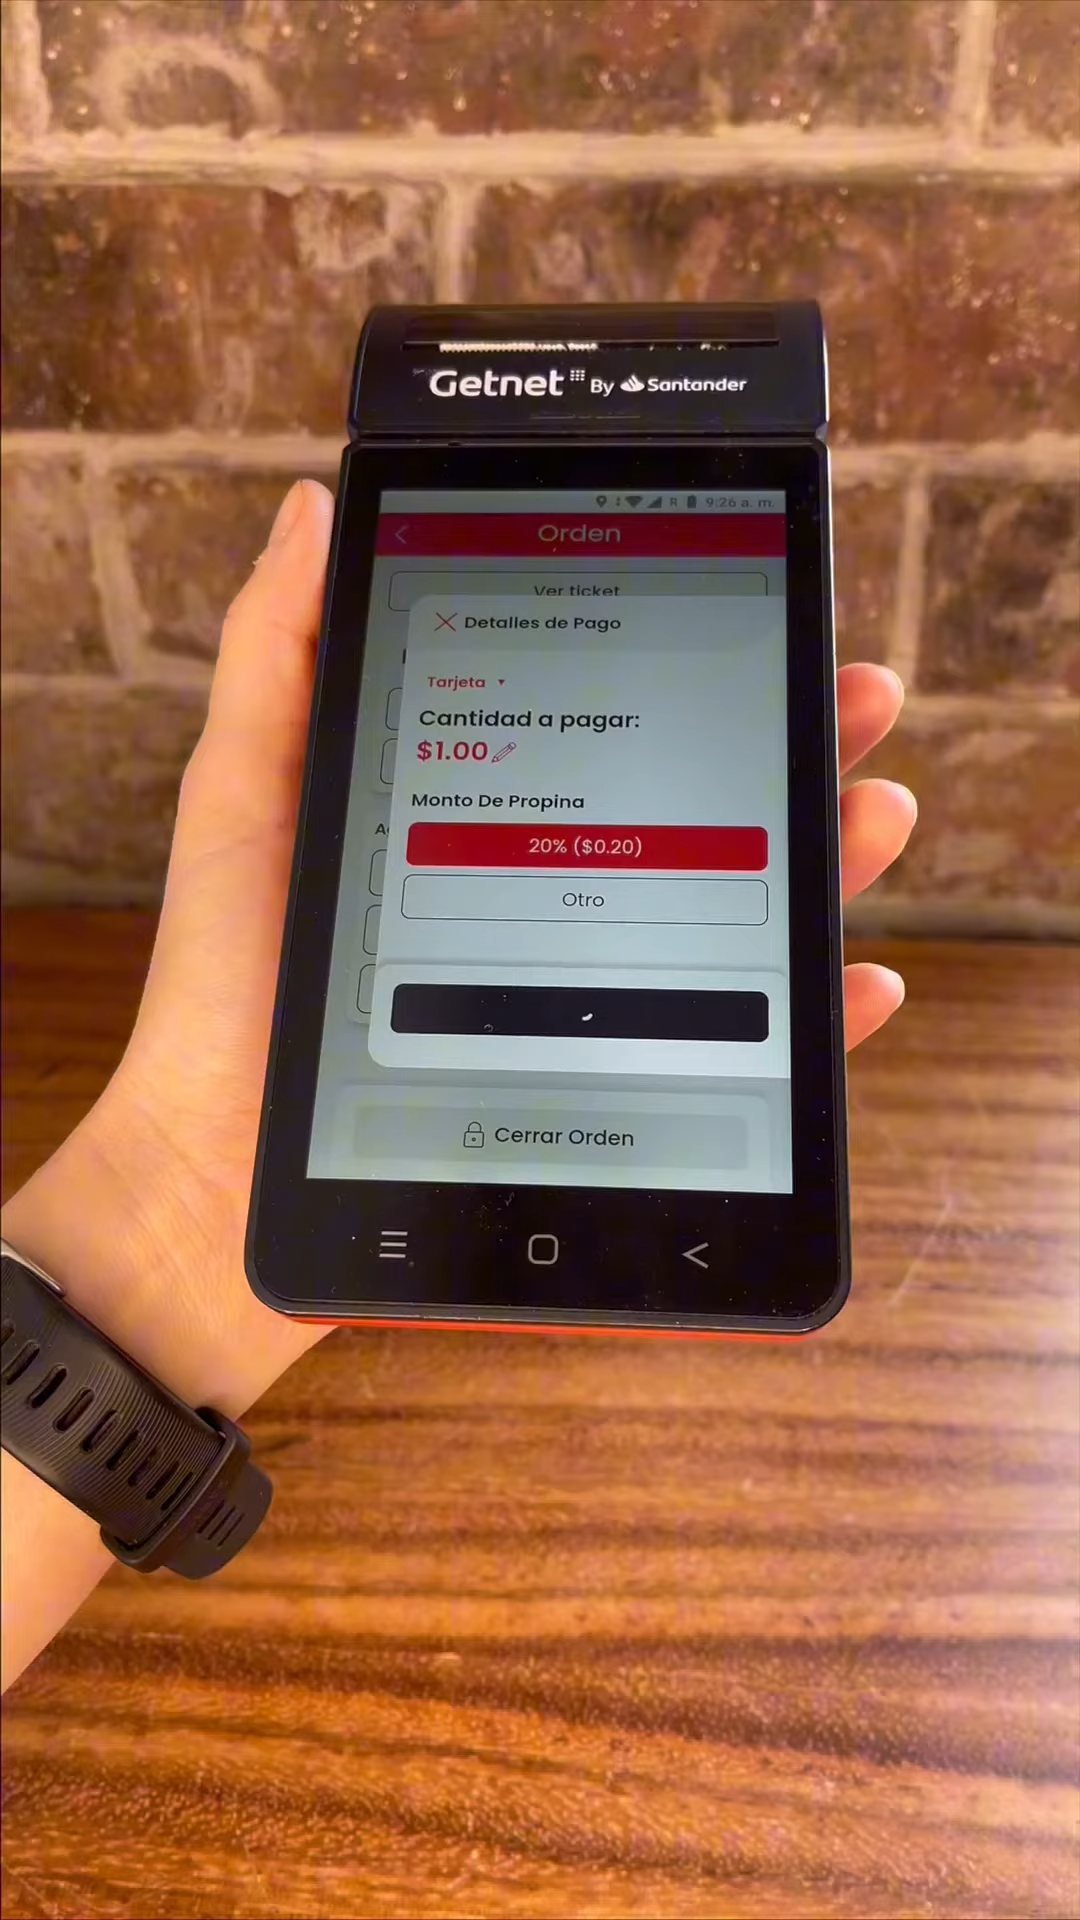 Getnet By Santander
R 9:26 a. m.
Orden
Ver ticket
Detalles de Pago
Tarjeta
Cantidad a pagar:
$1.00
Monto De Propina
20% ($0.20)
Otro
Cerrar Orden